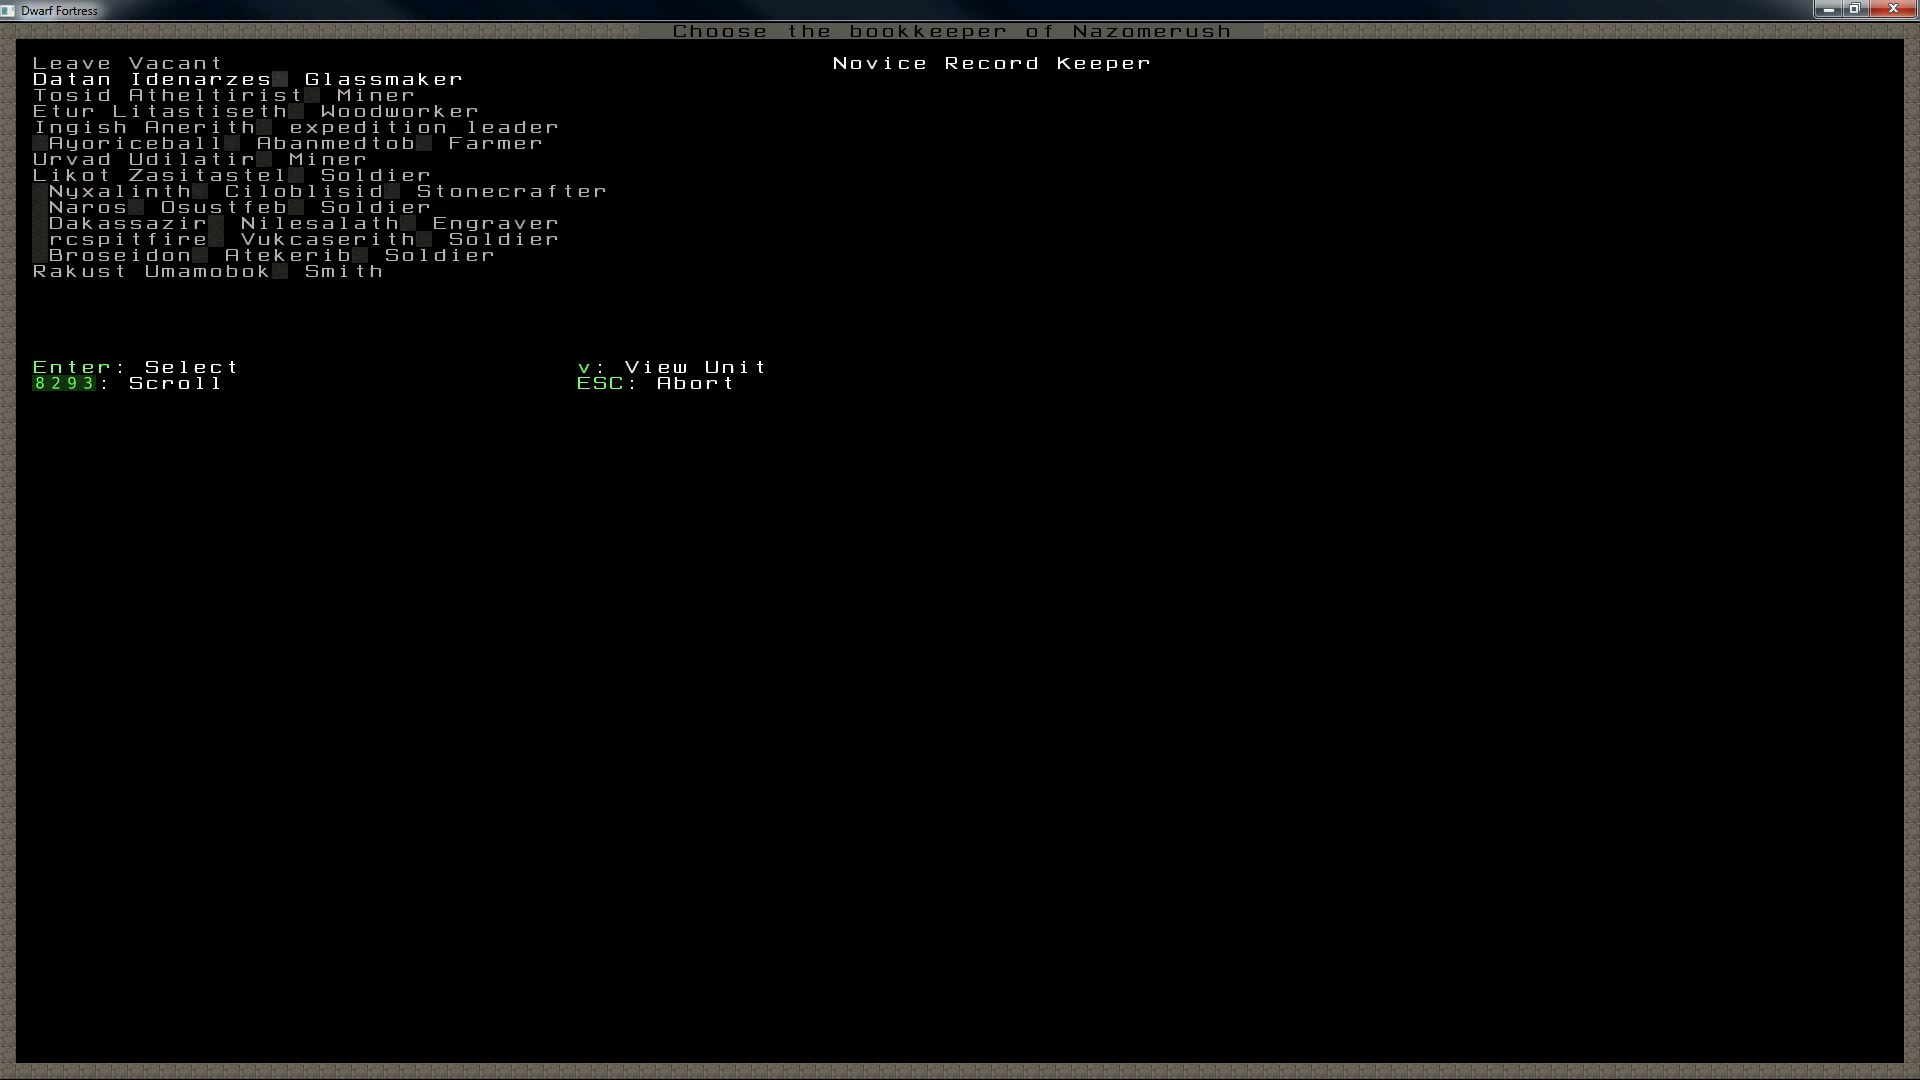 Dwarf Fortress
Choose the bookkeeper of Nazomerush
Leave Vacant
Novice Record Keeper
Datan Idenarzes Glassmaker
Tosid Atheltirist Miner
Etur Litastiseth Woodworker
Ingish Anerith expedition leader
Ayoriceball Abanmedtob Farmer
Urvad Udilatir Miner
Likot Zasitastel Soldier
Nyxalinth Ciloblisid Stonecrafter
Naros Osustfeb Soldier
Dakassazir Nilesalath Engraver
rcspitfire Vukcaserith Soldier
Broseidon Atekerib Soldier
Rakust Umamobok Smith
Enter: Select
v: View Unit
8293: Scroll
ESC: Abort